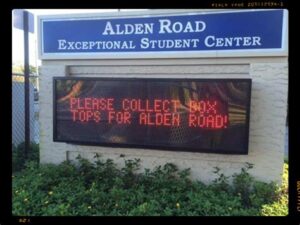 ALDEN ROAD
EXCEPTIONAL STUDENT CENTER
PLEASE COLLECT BOX
TOPS FOR ALDEN ROAD!